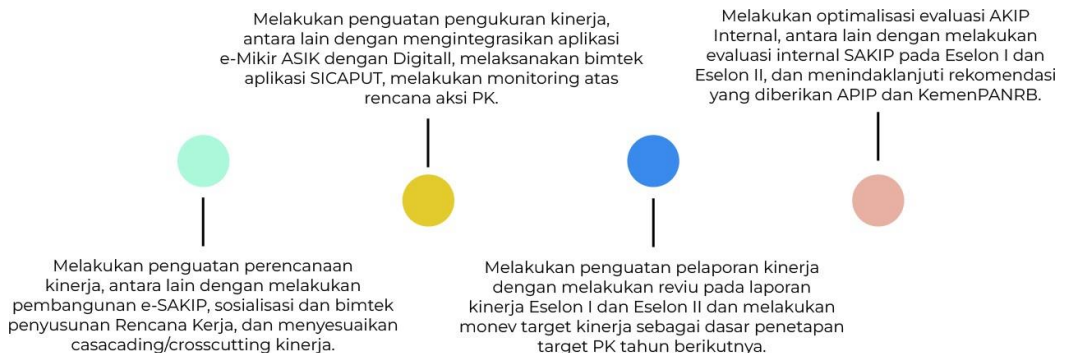 Melakukan penguatan perencanaan
kinerja, antara lain dengan melakukan
pembangunan e-SAKIP, sosialisasi dan bimtek
penyusunan Rencana Kerja, dan menyesuaikan
casacading/crosscutting kinerja.
Melakukan penguatan pengukuran kinerja,
antara lain dengan mengintegrasikan aplikasi
e-Mikir ASIK dengan Digitall, melaksanakan bimtek
aplikasi SICAPUT, melakukan monitoring atas
rencana aksi PK.
Melakukan penguatan pelaporan kinerja
dengan melakukan reviu pada laporan
kinerja Eselon I dan Eselon II dan melakukan
monev target kinerja sebagai dasar penetapan
target PK tahun berikutnya.
Melakukan optimalisasi evaluasi AKIP
Internal, antara lain dengan melakukan
evaluasi internal SAKIP pada Eselon I dan
Eselon II, dan menindaklanjuti rekomendasi
yang diberikan APIP dan KemenPANRB.